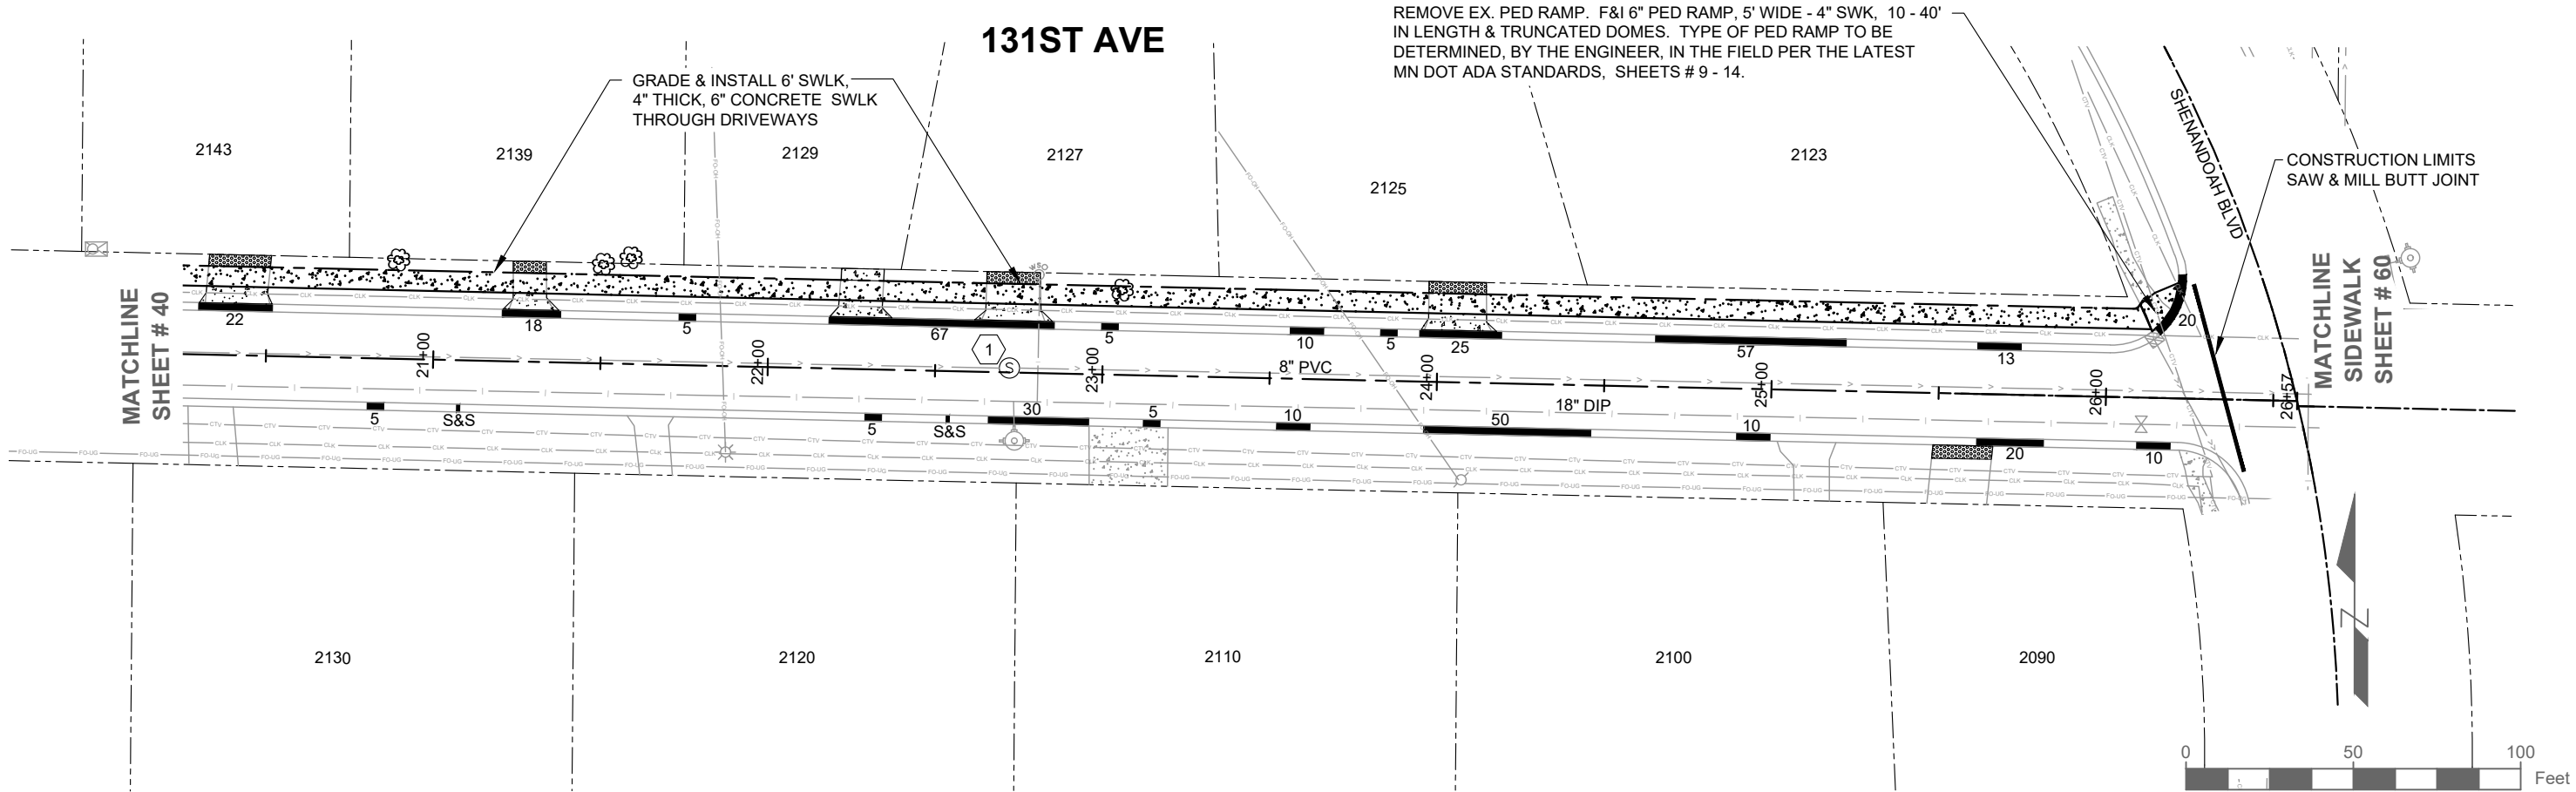 131ST AVE
REMOVE EX. PED RAMP. F&I 6" PED RAMP, 5' WIDE - 4" SWK, 10 - 40'
IN LENGTH & TRUNCATED DOMES. TYPE OF PED RAMP TO BE
DETERMINED, BY THE ENGINEER, IN THE FIELD PER THE LATEST
MN DOT ADA STANDARDS, SHEETS # 9 - 14.
GRADE & INSTALL 6' SWLK,
4" THICK, 6" CONCRETE SWLK
THROUGH DRIVEWAYS
2143
2139
2129
2127
2125
2123
SHENANDOAH BLVD
CONSTRUCTION LIMITS
SAW & MILL BUTT JOINT
MATCHLINE
SHEET # 40
22
18
5
67
5
10
5
25
57
13
20
1
S
21+00
22+00
23+00
24+00
25+00
26+00
26+57
8" PVC
18" DIP
MATCHLINE
SIDEWALK
SHEET # 60
5
S&S
5
S&S
30
5
10
50
10
20
10
2130
2120
2110
2100
2090
Z
0 50 100
Feet